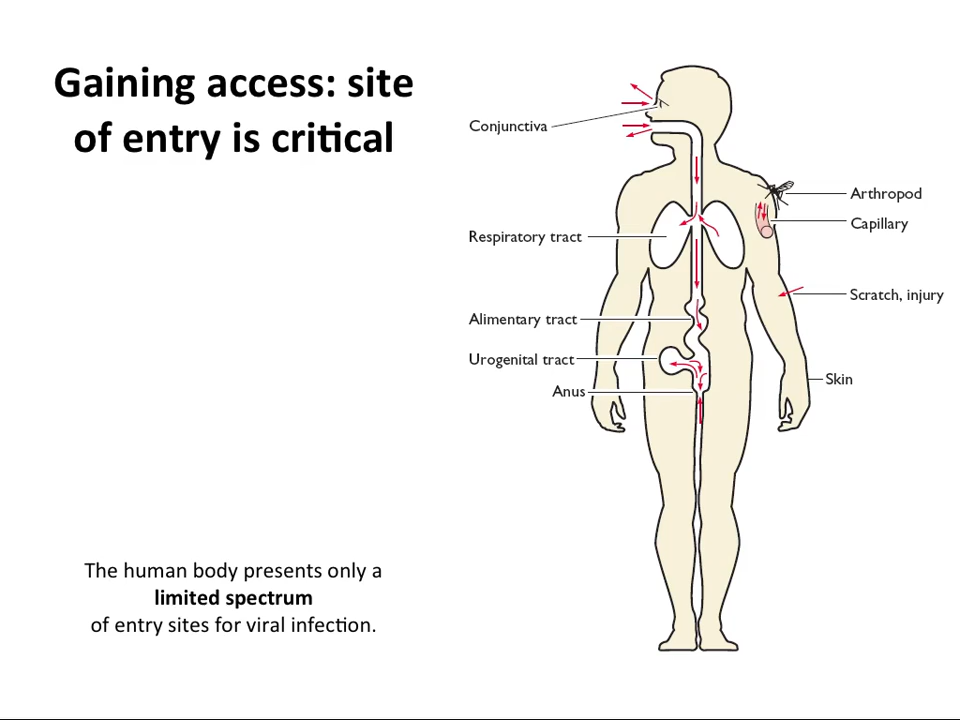 Gaining access: site
of entry is critical
Conjunctiva
Respiratory tract
Alimentary tract
Urogenital tract
Anus
Arthropod
Capillary
Scratch, injury
Skin
The human body presents only a
limited spectrum
of entry sites for viral infection.